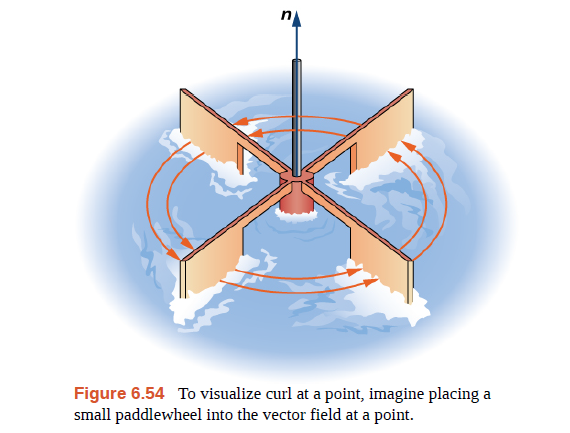 n
Figure 6.54 To visualize curl at a point, imagine placing a
small paddlewheel into the vector field at a point.